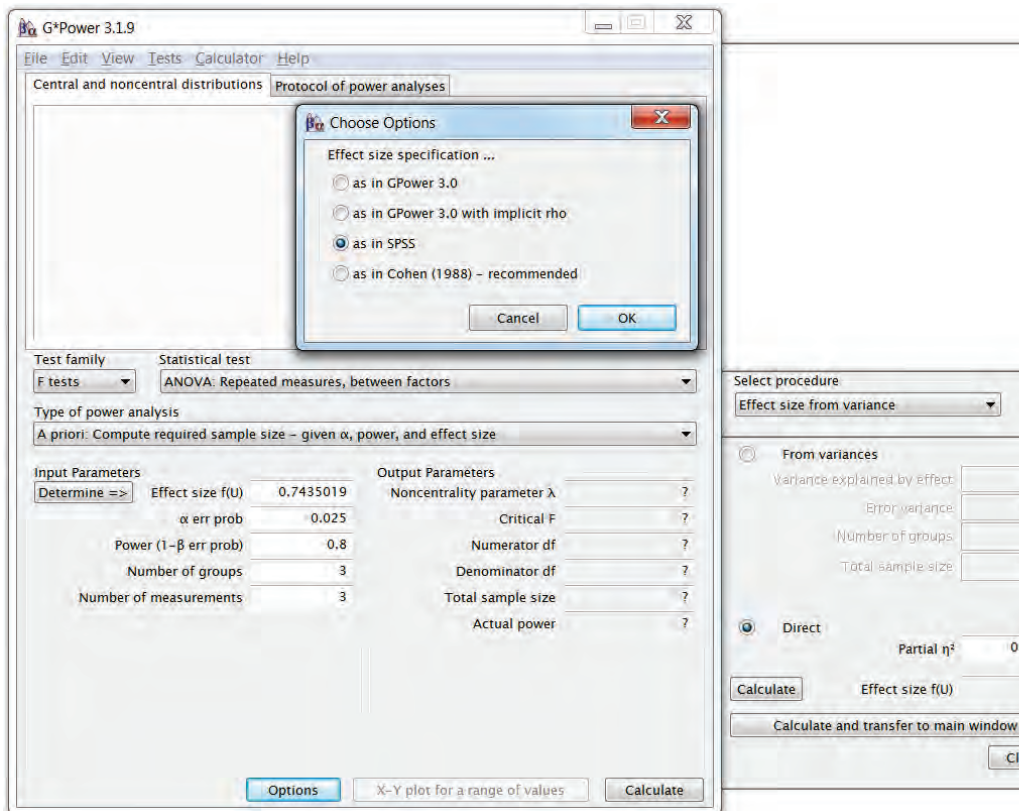 G*Power 3.1.9
File Edit View Tests Calculator Help
Central and noncentral distributions Protocol of power analyses
Choose Options
Effect size specification ...
as in GPower 3.0
as in GPower 3.0 with implicit rho
as in SPSS
as in Cohen (1988) – recommended
Cancel OK
Test family Statistical test
F tests ANOVA: Repeated measures, between factors
Type of power analysis
A priori: Compute required sample size – given α, power, and effect size
Input Parameters Output Parameters
Determine => Effect size f(U) 0.7435019 Noncentrality parameter λ ?
α err prob 0.025 Critical F ?
Power (1-β err prob) 0.8 Numerator df ?
Number of groups 3 Denominator df ?
Number of measurements 3 Total sample size ?
Actual power ?
Options X-Y plot for a range of values Calculate
Select procedure
Effect size from variance
From variances
Variance explained by effect
Error variance
Number of groups
Total sample size
Direct
Partial η² 0
Calculate Effect size f(U)
Calculate and transfer to main window
Cl